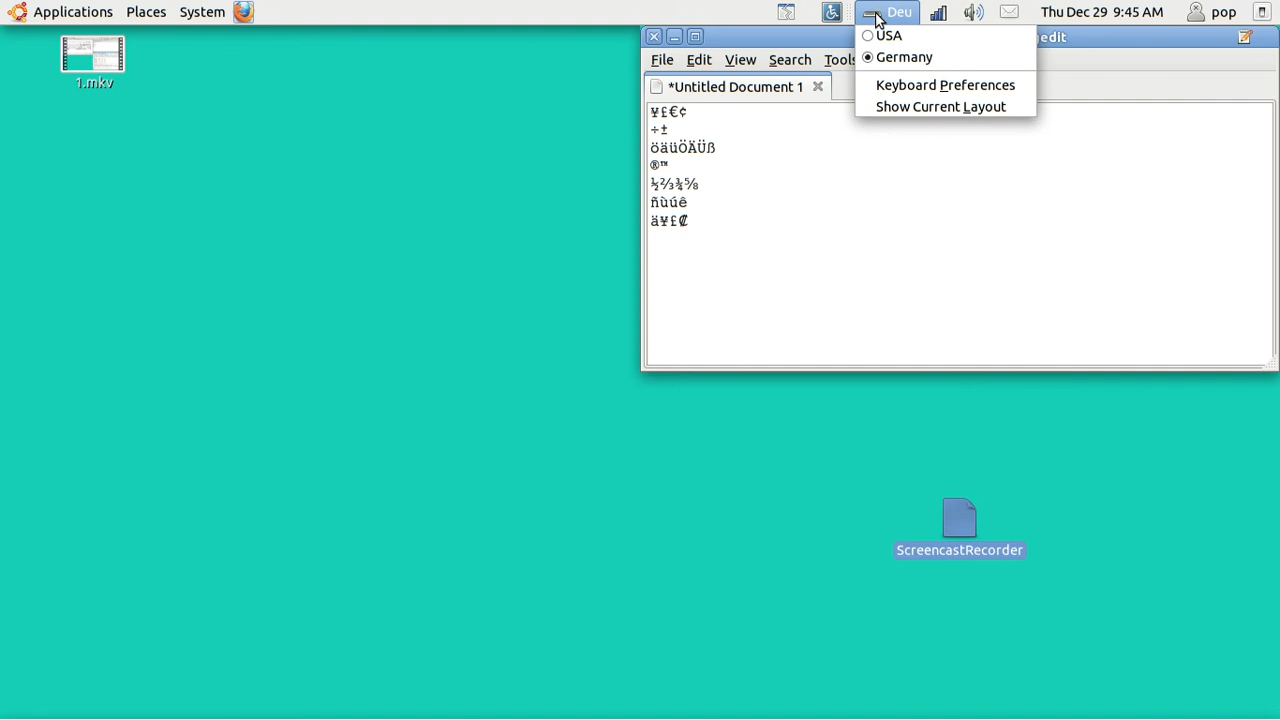 Applications Places System
Deu
Thu Dec 29 9:45 AM
pop
1.mkv
USA
Germany
Keyboard Preferences
Show Current Layout
edit
File Edit View Search Tools
*Untitled Document 1
¥£€¢
÷±
öäüÖÄÜß
®™
½⅔¾⅝
ñùúê
ä¥£₡
ScreencastRecorder